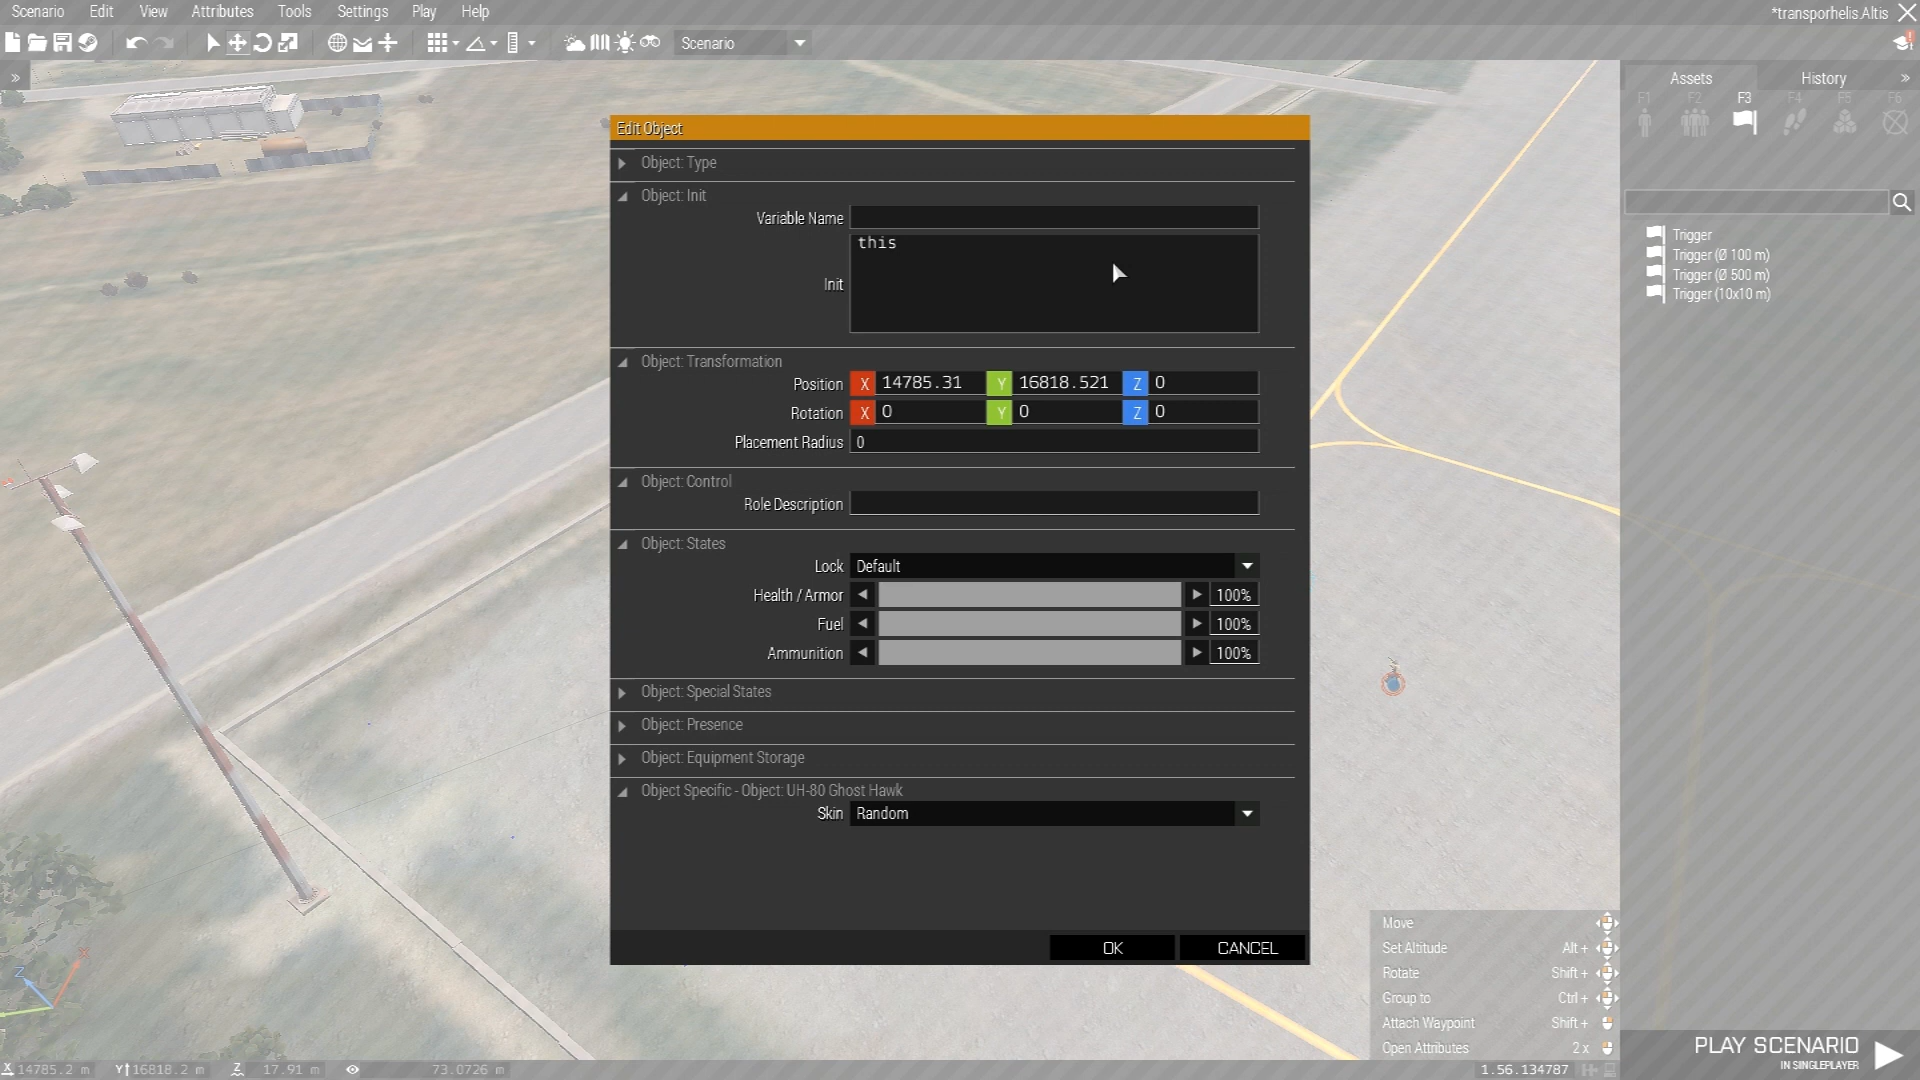 Scenario Edit View Attributes Tools Settings Play Help
*transporhelis.Altis
Scenario
Assets History
F1 F2 F3 F4 F5 F6
Edit Object
Object: Type
Object: Init
Variable Name
Init this
Object: Transformation
Position X 14785.31 Y 16818.521 Z 0
Rotation X 0 Y 0 Z 0
Placement Radius 0
Object: Control
Role Description
Object: States
Lock Default
Health / Armor 100%
Fuel 100%
Ammunition 100%
Object: Special States
Object: Presence
Object: Equipment Storage
Object Specific - Object: UH-80 Ghost Hawk
Skin Random
OK CANCEL
Trigger
Trigger (Ø 100 m)
Trigger (Ø 500 m)
Trigger (10x10 m)
Move
Set Altitude Alt +
Rotate Shift +
Group to Ctrl +
Attach Waypoint Shift +
Open Attributes 2 x
PLAY SCENARIO
IN SINGLEPLAYER
X 14785.2 m Y 16818.2 m Z 17.91 m 73.0726 m 1.56.134787
Z X